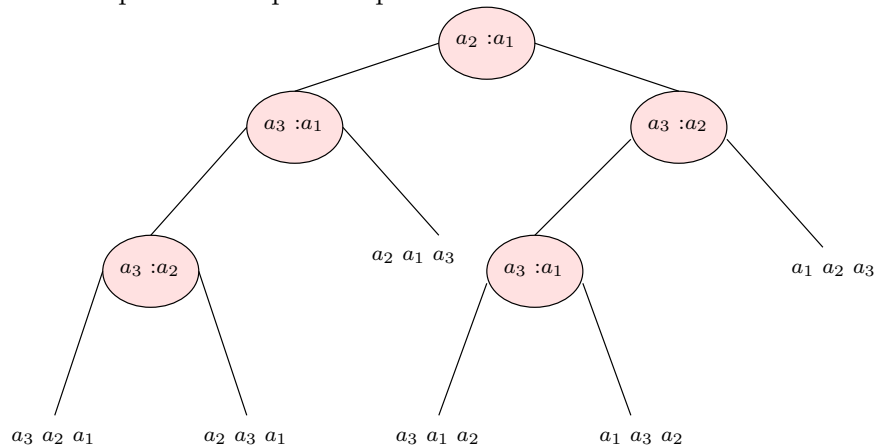 a₂ :a₁
a₃ :a₁
a₃ :a₂
a₃ :a₂
a₂ a₁ a₃
a₃ :a₁
a₁ a₂ a₃
a₃ a₂ a₁
a₂ a₃ a₁
a₃ a₁ a₂
a₁ a₃ a₂